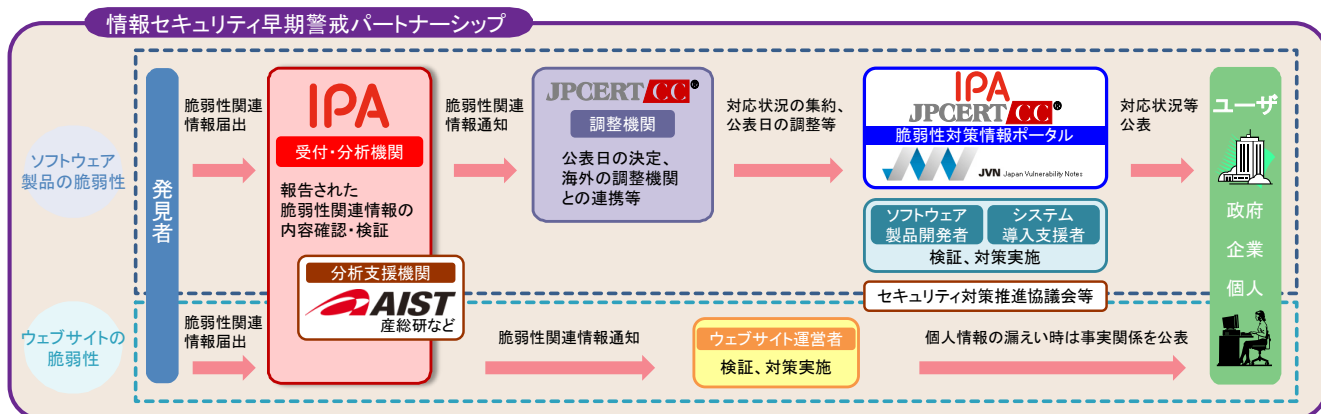 情報セキュリティ早期警戒パートナーシップ
ソフトウェア
製品の脆弱性
発見者
脆弱性関連
情報届出
IPA
受付・分析機関
報告された
脆弱性関連情報の
内容確認・検証
分析支援機関
AIST
産総研など
脆弱性関連
情報通知
JPCERT CC®
調整機関
公表日の決定、
海外の調整機関
との連携等
対応状況の集約、
公表日の調整等
IPA
JPCERT CC®
脆弱性対策情報ポータル
JVN Japan Vulnerability Notes
ソフトウェア
製品開発者
システム
導入支援者
検証、対策実施
セキュリティ対策推進協議会等
対応状況等
公表
ユーザ
政府
企業
個人
ウェブサイトの
脆弱性
脆弱性関連
情報届出
脆弱性関連情報通知
ウェブサイト運営者
検証、対策実施
個人情報の漏えい時は事実関係を公表